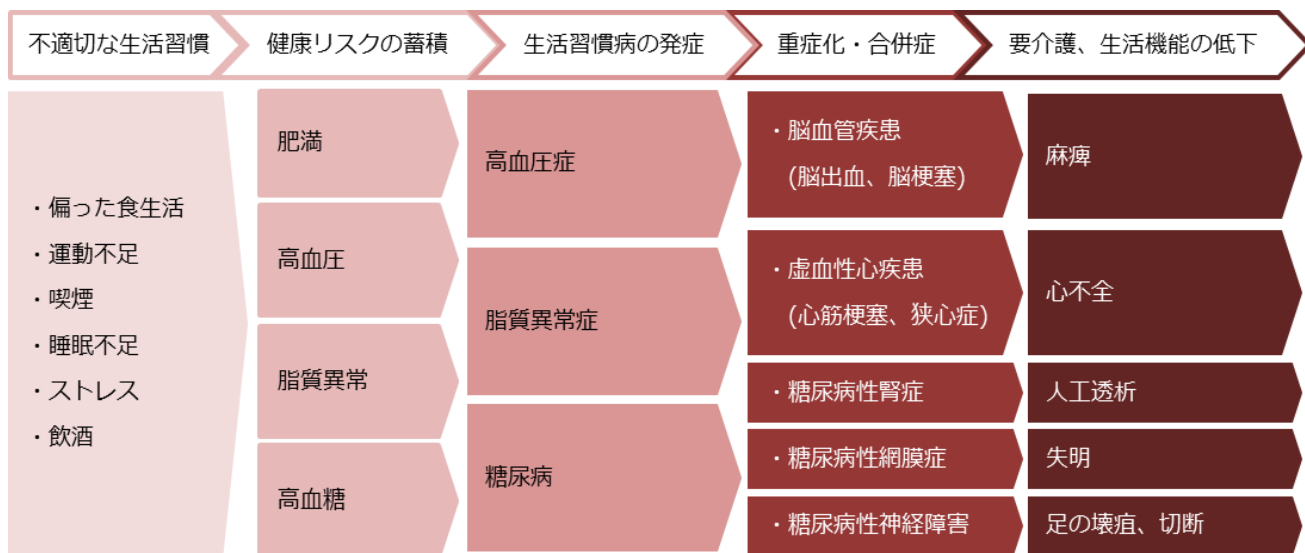 不適切な生活習慣
健康リスクの蓄積
生活習慣病の発症
重症化・合併症
要介護、生活機能の低下
・偏った食生活
・運動不足
・喫煙
・睡眠不足
・ストレス
・飲酒
肥満
高血圧
脂質異常
高血糖
高血圧症
脂質異常症
糖尿病
・脳血管疾患
(脳出血、脳梗塞)
・虚血性心疾患
(心筋梗塞、狭心症)
・糖尿病性腎症
・糖尿病性網膜症
・糖尿病性神経障害
麻痺
心不全
人工透析
失明
足の壊疽、切断